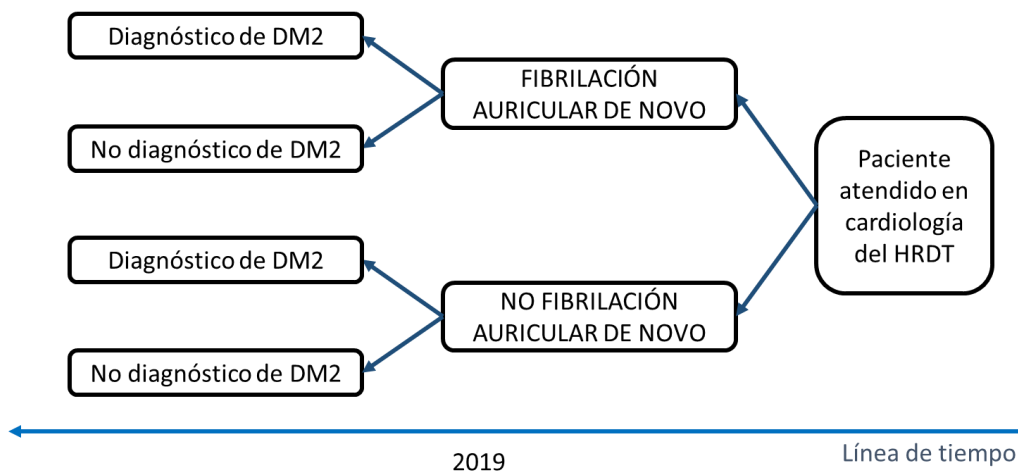 Diagnóstico de DM2
No diagnóstico de DM2
FIBRILACIÓN
AURICULAR DE NOVO
Paciente
atendido en
cardiología
del HRDT
Diagnóstico de DM2
No diagnóstico de DM2
NO FIBRILACIÓN
AURICULAR DE NOVO
2019
Línea de tiempo